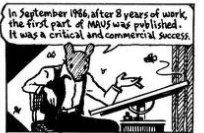 In September 1986, after 8 years of work,
the first part of MAUS was published.
It was a critical and commercial success.